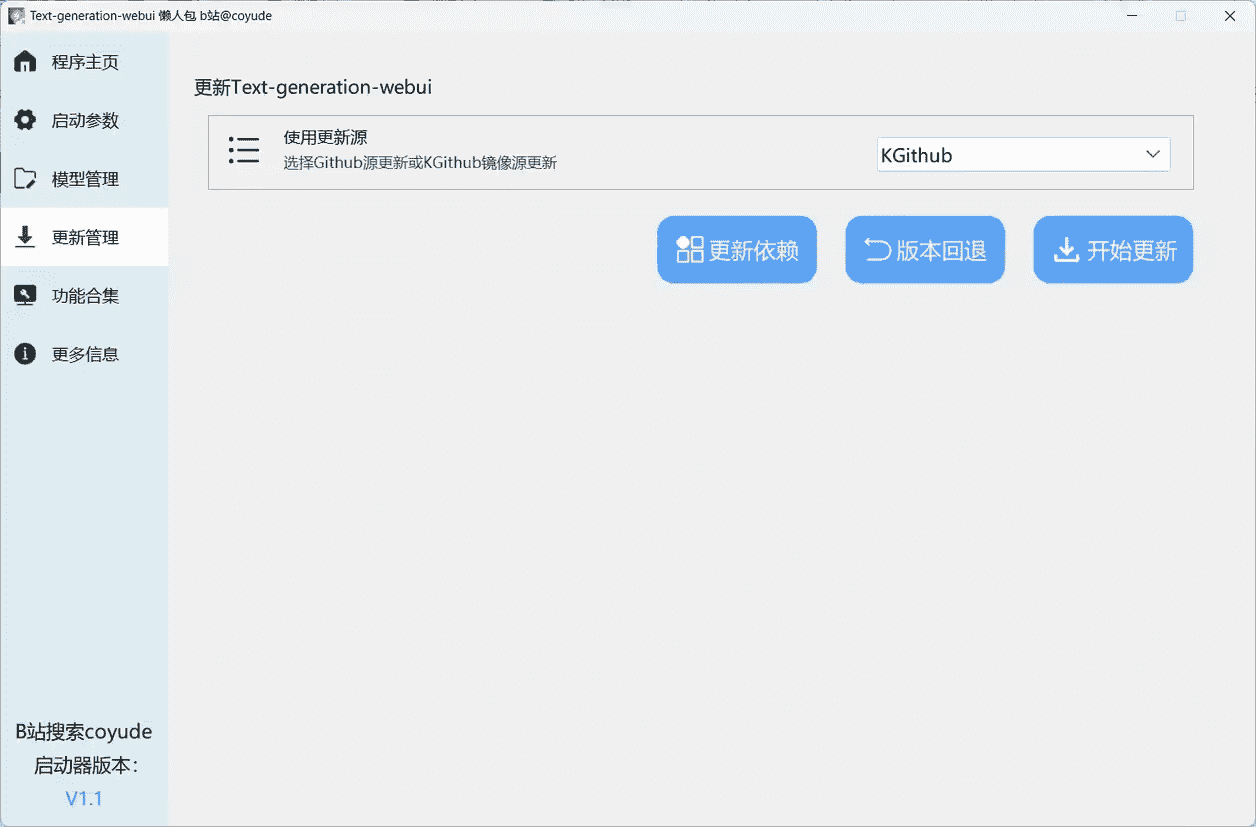 Text-generation-webui 懒人包 b站@coyude
程序主页
启动参数
模型管理
更新管理
功能合集
更多信息
更新Text-generation-webui
使用更新源
选择Github源更新或KGithub镜像源更新
KGithub
更新依赖
版本回退
开始更新
B站搜索coyude
启动器版本：
V1.1